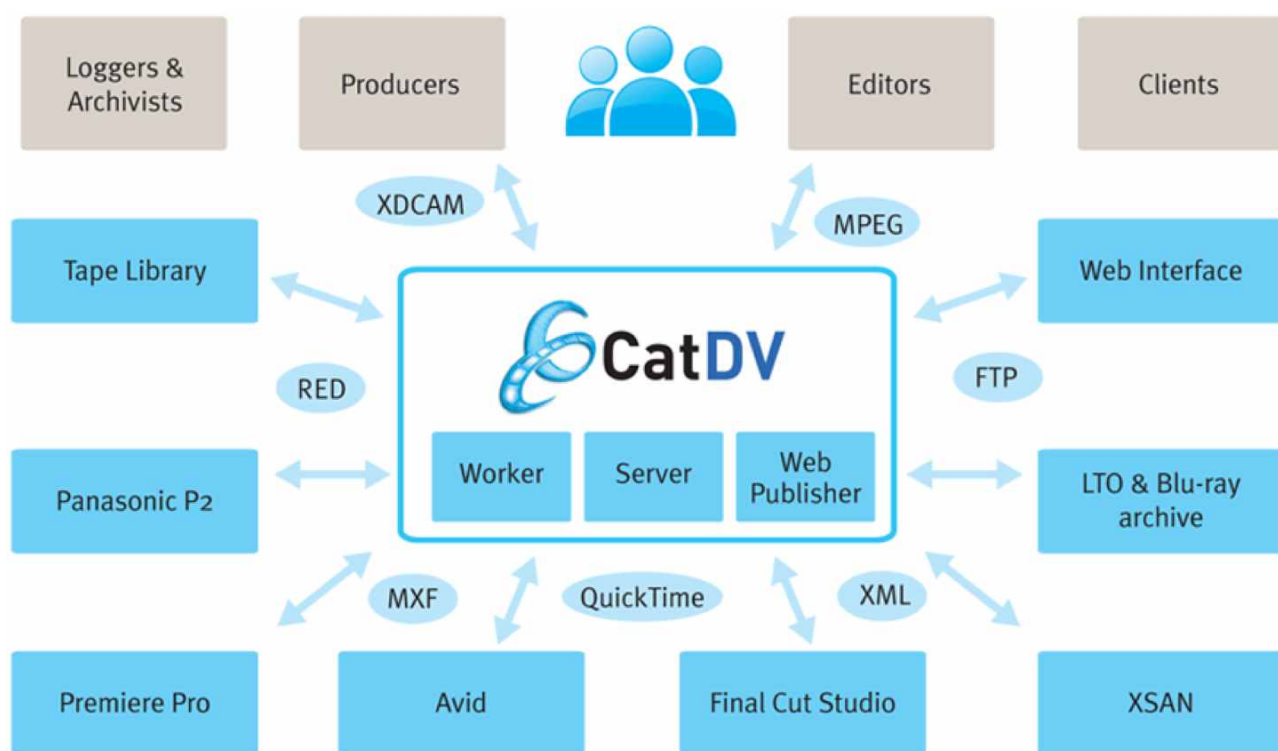 Loggers &
Archivists
Producers
Editors
Clients
XDCAM
MPEG
Tape Library
Web Interface
CatDV
RED
FTP
Worker
Server
Web
Publisher
Panasonic P2
LTO & Blu-ray
archive
MXF
QuickTime
XML
Premiere Pro
Avid
Final Cut Studio
XSAN